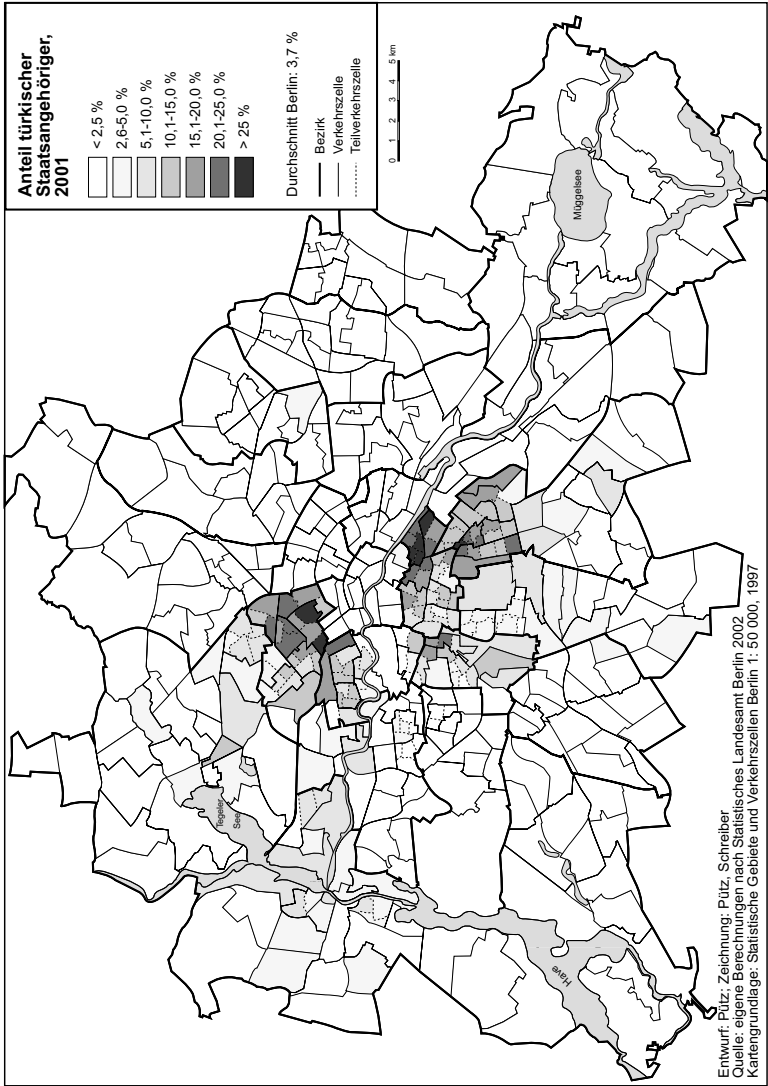 Anteil türkischer
Staatsangehöriger,
2001
< 2,5 %
2,6-5,0 %
5,1-10,0 %
10,1-15,0 %
15,1-20,0 %
20,1-25,0 %
> 25 %
Durchschnitt Berlin: 3,7 %
Bezirk
Verkehrszelle
Teilverkehrszelle
0 1 2 3 4 5 km
Tegeler
See
Müggelsee
Have
Entwurf: Pütz; Zeichnung: Pütz, Schreiber
Quelle: eigene Berechnungen nach Statistisches Landesamt Berlin 2002
Kartengrundlage: Statistische Gebiete und Verkehrszellen Berlin 1: 50 000, 1997